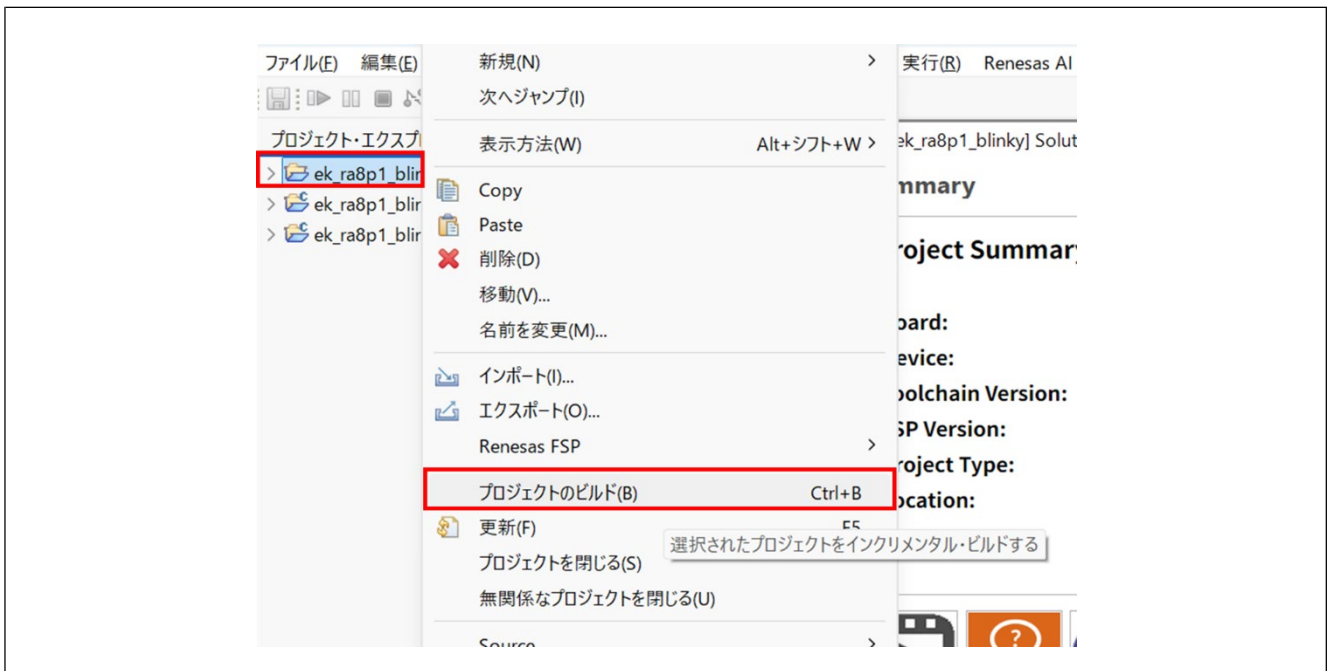 ファイル(F) 編集(E)
実行(R) Renesas AI
プロジェクト・エクスプ
ek_ra8p1_blin
ek_ra8p1_blin
ek_ra8p1_blin
新規(N)
次へジャンプ(I)
表示方法(W) Alt+シフト+W
Copy
Paste
削除(D)
移動(V)...
名前を変更(M)...
インポート(I)...
エクスポート(O)...
Renesas FSP
プロジェクトのビルド(B) Ctrl+B
更新(F) F5
選択されたプロジェクトをインクリメンタル・ビルドする
プロジェクトを閉じる(S)
無関係なプロジェクトを閉じる(U)
Source
ek_ra8p1_blinky] Solut
mmary
roject Summary
oard:
evice:
oolchain Version:
SP Version:
roject Type:
ocation:
?